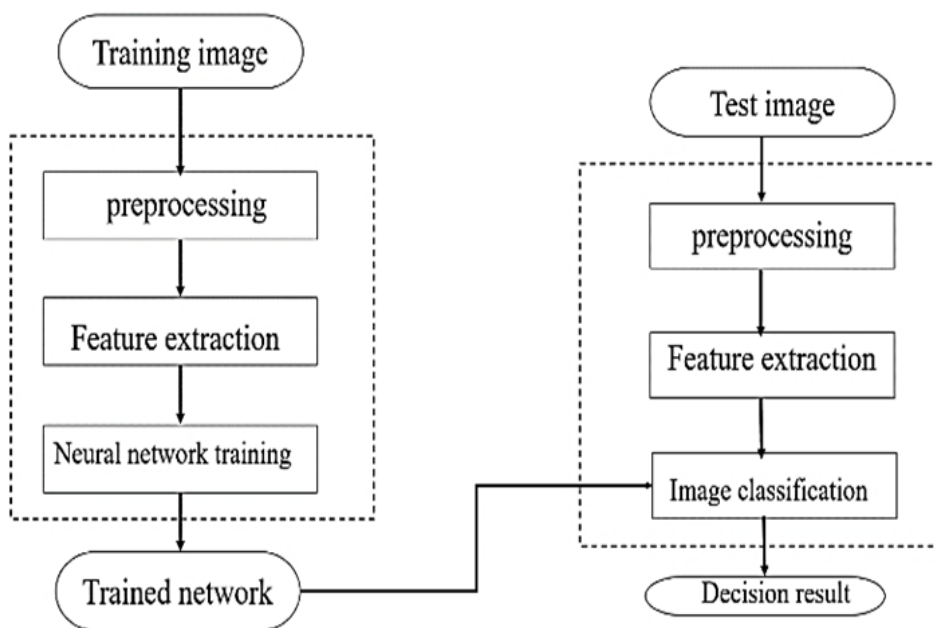 Training image
preprocessing
Feature extraction
Neural network training
Trained network
Test image
preprocessing
Feature extraction
Image classification
Decision result